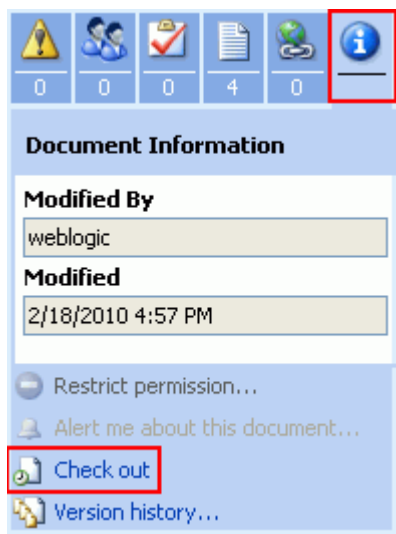 0 0 0 4 0
Document Information
Modified By
weblogic
Modified
2/18/2010 4:57 PM
Restrict permission...
Alert me about this document...
Check out
Version history...